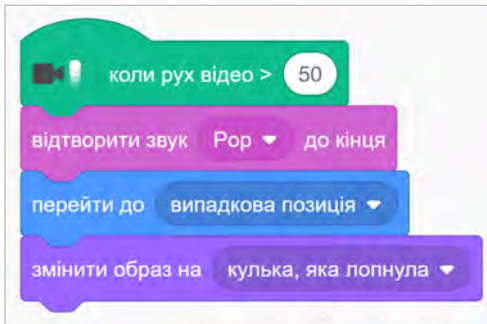 коли рух відео > 50
відтворити звук Pop до кінця
перейти до випадкова позиція
змінити образ на кулька, яка лопнула